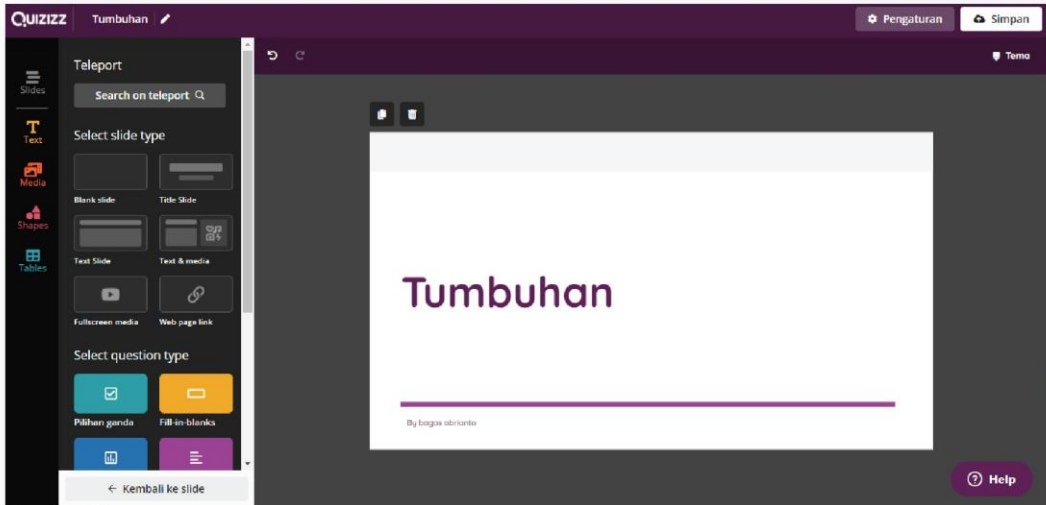 QUIZIZZ
Tumbuhan
Pengaturan
Simpan
Tema
Slides
Text
Media
Shapes
Tables
Teleport
Search on teleport
Select slide type
Blank slide
Title Slide
Text Slide
Text & media
Fullscreen media
Web page link
Select question type
Pilihan ganda
Fill-in-blanks
← Kembali ke slide
Tumbuhan
By bagas abrianto
? Help